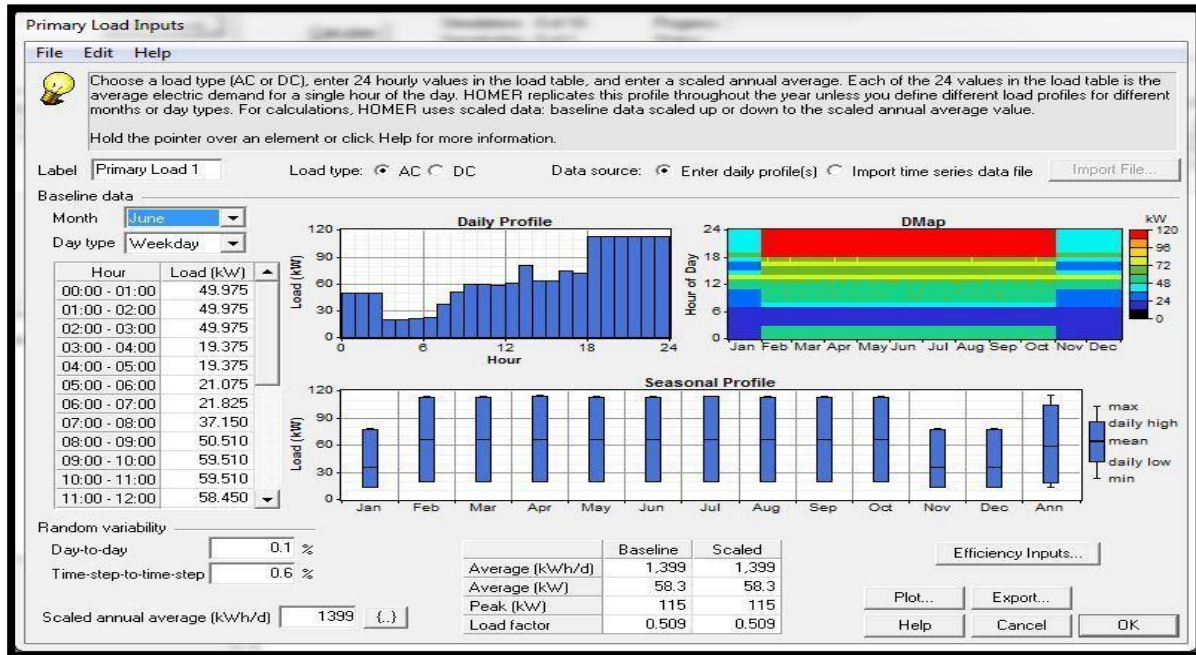 Primary Load Inputs
File Edit Help
Choose a load type (AC or DC), enter 24 hourly values in the load table, and enter a scaled annual average. Each of the 24 values in the load table is the
average electric demand for a single hour of the day. HOMER replicates this profile throughout the year unless you define different load profiles for different
months or day types. For calculations, HOMER uses scaled data: baseline data scaled up or down to the scaled annual average value.
Hold the pointer over an element or click Help for more information.
Label Primary Load 1 Load type: AC DC Data source: Enter daily profile(s) Import time series data file Import File...
Baseline data
Month June
Day type Weekday
Hour Load (kW)
00:00 - 01:00 49.975
01:00 - 02:00 49.975
02:00 - 03:00 49.975
03:00 - 04:00 19.375
04:00 - 05:00 19.375
05:00 - 06:00 21.075
06:00 - 07:00 21.825
07:00 - 08:00 37.150
08:00 - 09:00 50.510
09:00 - 10:00 59.510
10:00 - 11:00 59.510
11:00 - 12:00 58.450
Daily Profile
Load (kW)
120
90
60
30
0
0 6 12 18 24
Hour
DMap
Hour of Day
24
18
12
6
0
Jan Feb Mar Apr May Jun Jul Aug Sep Oct Nov Dec
kW
120
96
72
48
24
0
Seasonal Profile
Load (kW)
120
90
60
30
0
Jan Feb Mar Apr May Jun Jul Aug Sep Oct Nov Dec Ann
max
daily high
mean
daily low
min
Random variability
Day-to-day 0.1 %
Time-step-to-time-step 0.6 %
Scaled annual average (kWh/d) 1399 {..}
Baseline Scaled
Average (kWh/d) 1,399 1,399
Average (kW) 58.3 58.3
Peak (kW) 115 115
Load factor 0.509 0.509
Efficiency Inputs...
Plot... Export...
Help Cancel OK